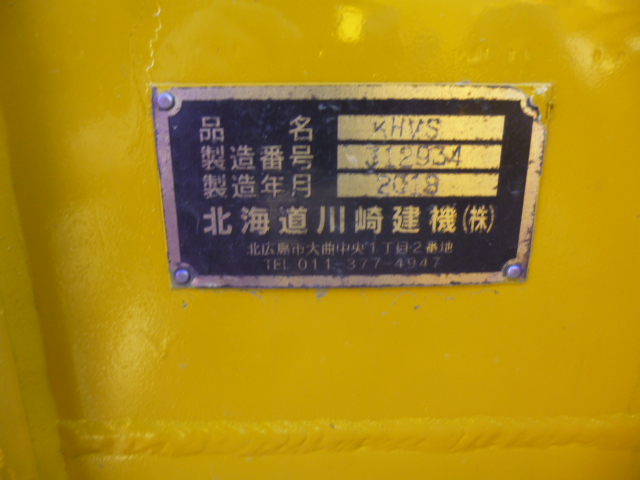 品名 KHVS
製造番号 312934
製造年月 2018
北海道川崎建機(株)
北広島市大曲中央1丁目2番地
TEL 011-377-4947